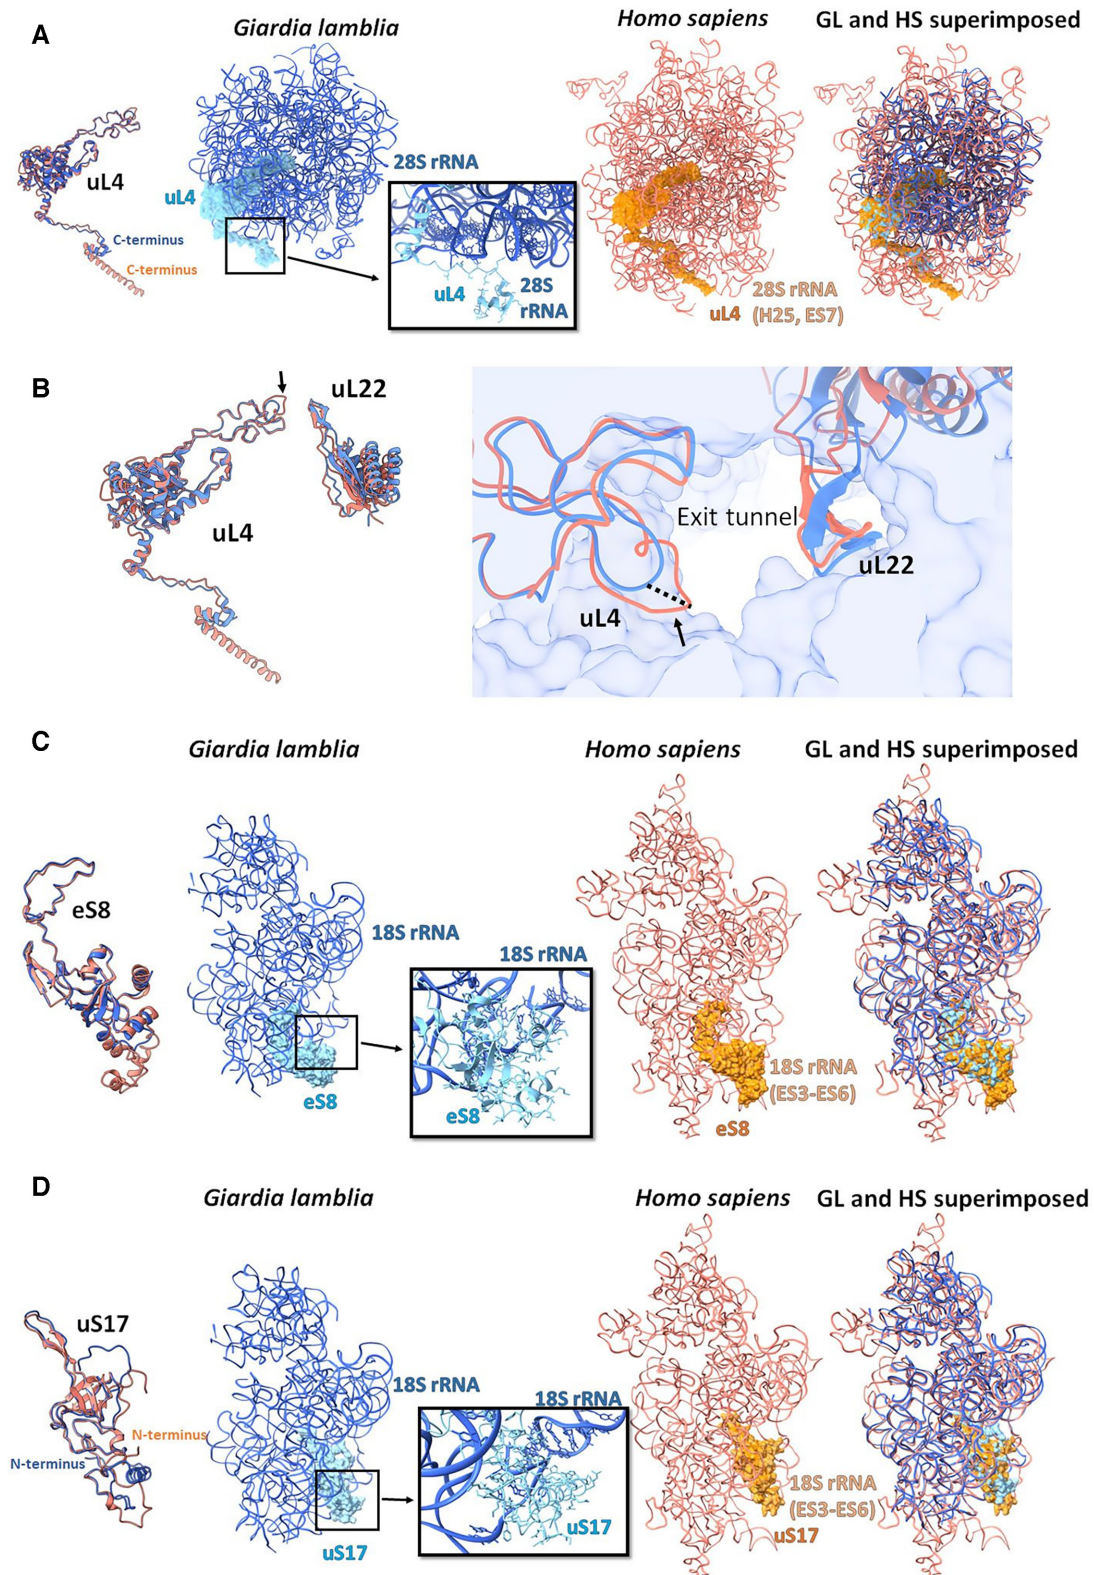 A
Giardia lamblia
Homo sapiens
GL and HS superimposed
uL4
28S rRNA
uL4
C-terminus
C-terminus
uL4
28S
rRNA
uL4
28S rRNA
(H25, ES7)
B
uL22
uL4
Exit tunnel
uL22
uL4
C
Giardia lamblia
Homo sapiens
GL and HS superimposed
eS8
18S rRNA
18S rRNA
eS8
eS8
18S rRNA
(ES3-ES6)
eS8
D
Giardia lamblia
Homo sapiens
GL and HS superimposed
uS17
18S rRNA
18S rRNA
N-terminus
N-terminus
uS17
uS17
18S rRNA
(ES3-ES6)
uS17